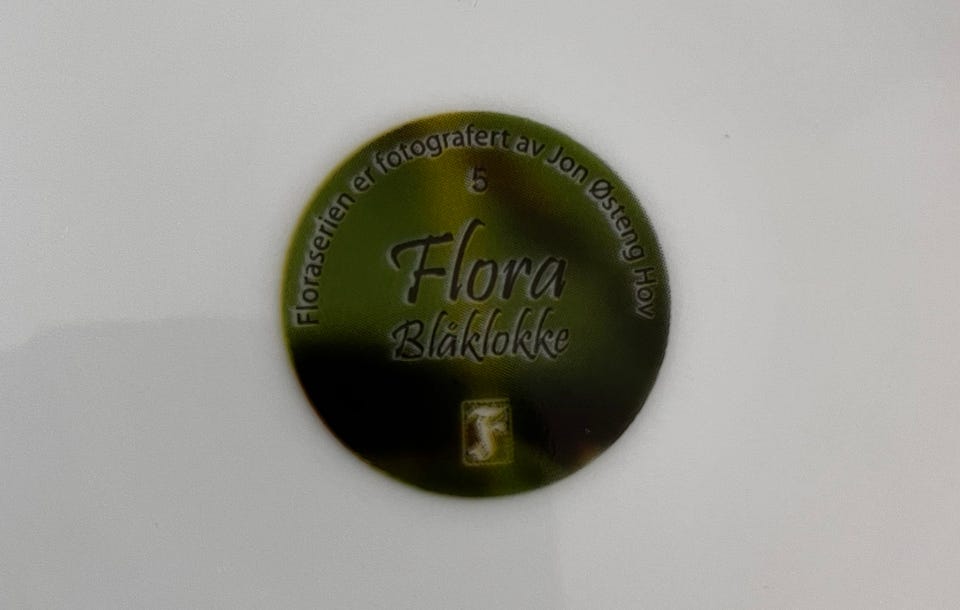 Floraserien er fotografert av Jon Østeng Hov
5
Flora
Blåklokke
F